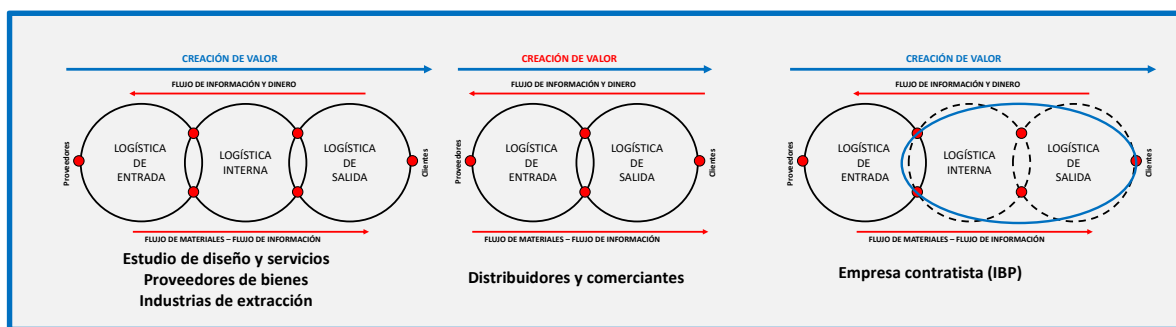 CREACIÓN DE VALOR
FLUJO DE INFORMACIÓN Y DINERO
Proveedores
LOGÍSTICA
DE
ENTRADA
LOGÍSTICA
INTERNA
LOGÍSTICA
DE
SALIDA
Clientes
FLUJO DE MATERIALES – FLUJO DE INFORMACIÓN
Estudio de diseño y servicios
Proveedores de bienes
Industrias de extracción
CREACIÓN DE VALOR
FLUJO DE INFORMACIÓN Y DINERO
Proveedores
LOGÍSTICA
DE
ENTRADA
LOGÍSTICA
DE
SALIDA
Clientes
FLUJO DE MATERIALES – FLUJO DE INFORMACIÓN
Distribuidores y comerciantes
CREACIÓN DE VALOR
FLUJO DE INFORMACIÓN Y DINERO
Proveedores
LOGÍSTICA
DE
ENTRADA
LOGÍSTICA
INTERNA
LOGÍSTICA
DE
SALIDA
Clientes
FLUJO DE MATERIALES – FLUJO DE INFORMACIÓN
Empresa contratista (IBP)